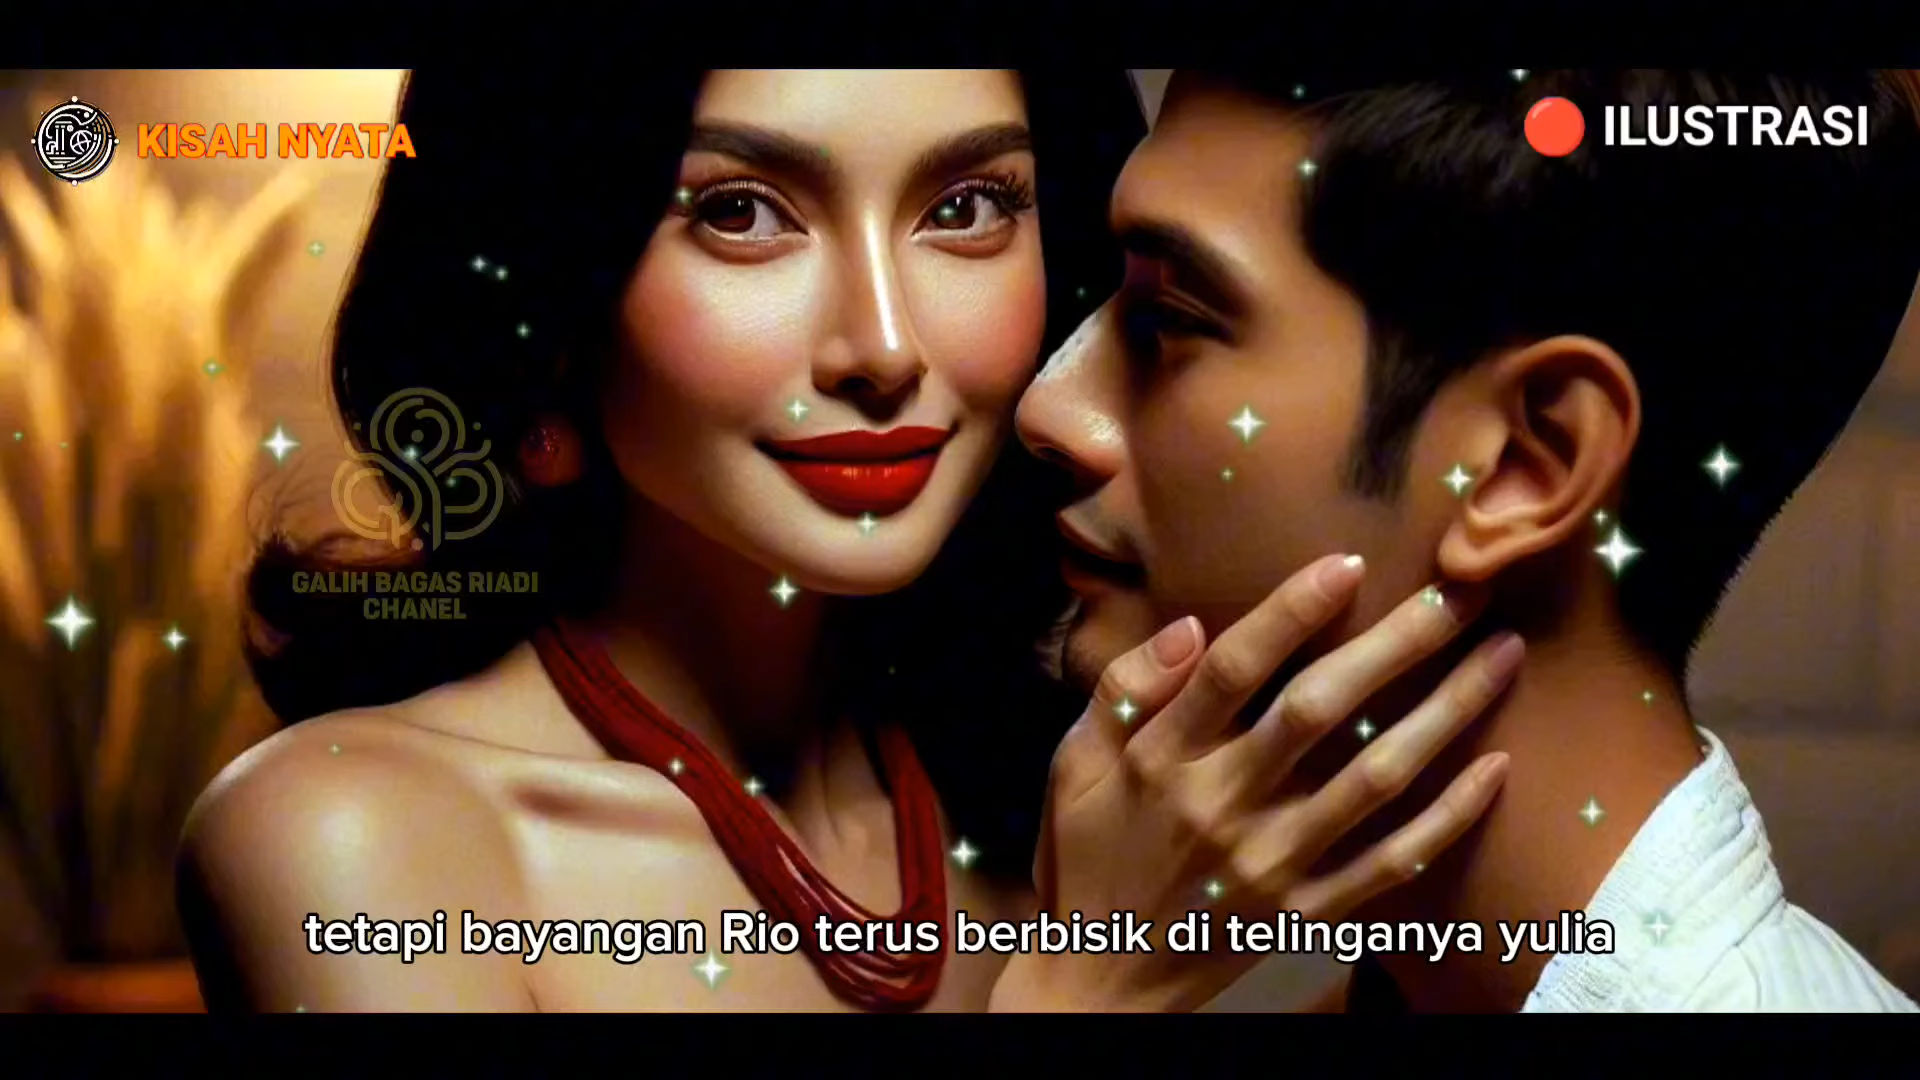 KISAH NYATA
ILUSTRASI
GALIH BAGAS RIADI
CHANEL
tetapi bayangan Rio terus berbisik di telinganya yulia